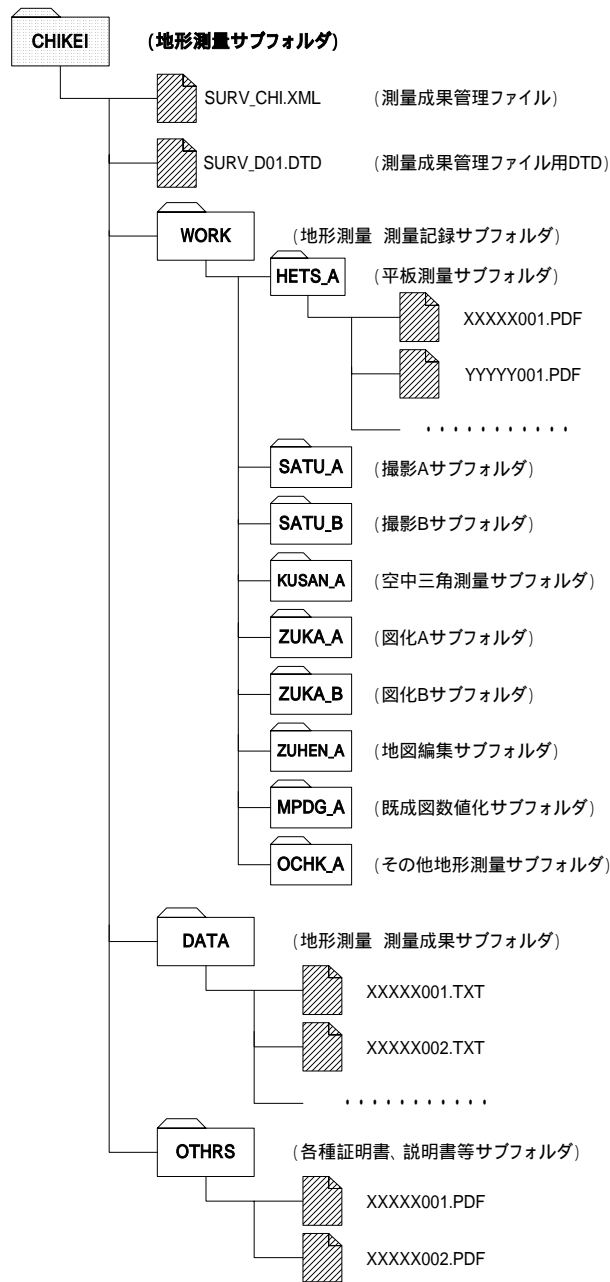 CHIKEI (地形測量サブフォルダ)
SURV_CHI.XML (測量成果管理ファイル)
SURV_D01.DTD (測量成果管理ファイル用DTD)
WORK (地形測量 測量記録サブフォルダ)
HETS_A (平板測量サブフォルダ)
XXXXX001.PDF
YYYYY001.PDF
・・・・・・・・・・・
SATU_A (撮影Aサブフォルダ)
SATU_B (撮影Bサブフォルダ)
KUSAN_A (空中三角測量サブフォルダ)
ZUKA_A (図化Aサブフォルダ)
ZUKA_B (図化Bサブフォルダ)
ZUHEN_A (地図編集サブフォルダ)
MPDG_A (既成図数値化サブフォルダ)
OCHK_A (その他地形測量サブフォルダ)
DATA (地形測量 測量成果サブフォルダ)
XXXXX001.TXT
XXXXX002.TXT
・・・・・・・・・・・
OTHRS (各種証明書、説明書等サブフォルダ)
XXXXX001.PDF
XXXXX002.PDF